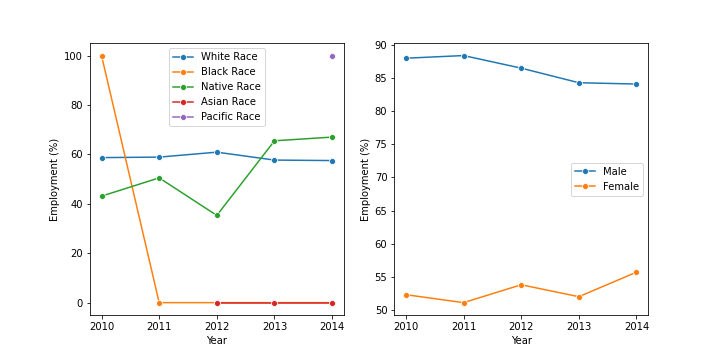 100
80
60
40
20
0
Employment (%)
2010 2011 2012 2013 2014
Year
White Race
Black Race
Native Race
Asian Race
Pacific Race
90
85
80
75
70
65
60
55
50
Employment (%)
2010 2011 2012 2013 2014
Year
Male
Female